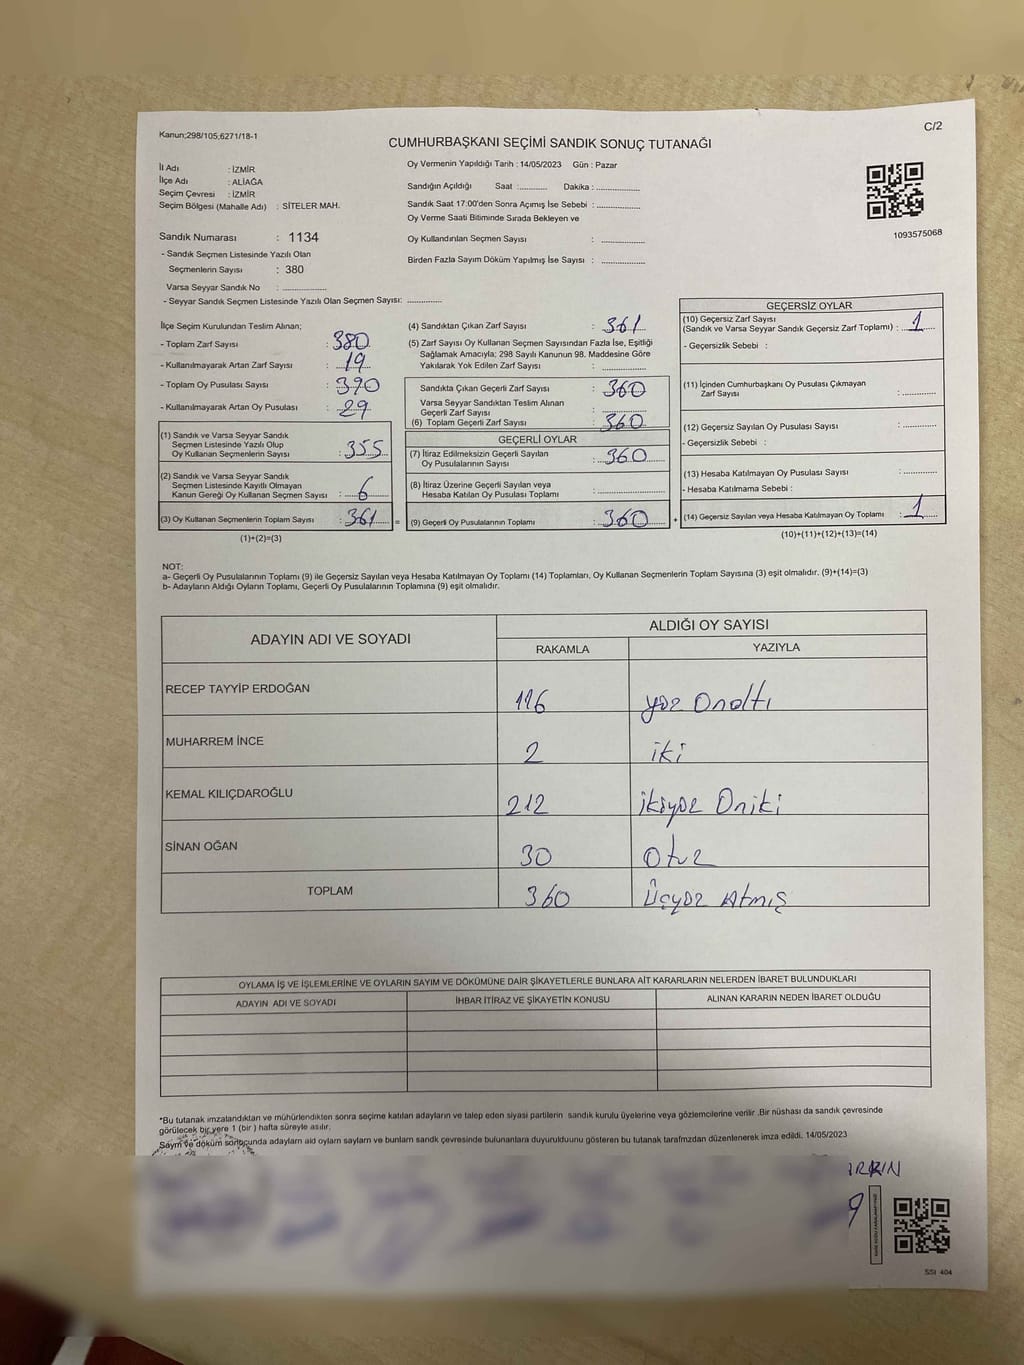 Kanun;298/105,6271/18-1
C/2
CUMHURBAŞKANI SEÇİMİ SANDIK SONUÇ TUTANAĞI
İl Adı : İZMİR
İlçe Adı : ALİAĞA
Seçim Çevresi : İZMİR
Seçim Bölgesi (Mahalle Adı) : SİTELER MAH.
Sandık Numarası : 1134
- Sandık Seçmen Listesinde Yazılı Olan
Seçmenlerin Sayısı : 380
Varsa Seyyar Sandık No : ..............
- Seyyar Sandık Seçmen Listesinde Yazılı Olan Seçmen Sayısı: ............
Oy Vermenin Yapıldığı Tarih : 14/05/2023 Gün : Pazar
Sandığın Açıldığı Saat :.......... Dakika : ...............
Sandık Saat 17:00'den Sonra Açımış İse Sebebi : ...............
Oy Verme Saati Bitiminde Sırada Bekleyen ve
Oy Kullandırılan Seçmen Sayısı : ...............
Birden Fazla Sayım Döküm Yapılmış İse Sayısı : ...............
1093575068
İlçe Seçim Kurulundan Teslim Alınan;
- Toplam Zarf Sayısı : 380
- Kullanılmayarak Artan Zarf Sayısı : 19
- Toplam Oy Pusulası Sayısı : 390
- Kullanılmayarak Artan Oy Pusulası : 29
(1) Sandık ve Varsa Seyyar Sandık
Seçmen Listesinde Yazılı Olup
Oy Kullanan Seçmenlerin Sayısı : 355
(2) Sandık ve Varsa Seyyar Sandık
Seçmen Listesinde Kayıtlı Olmayan
Kanun Gereği Oy Kullanan Seçmen Sayısı : 6
(3) Oy Kullanan Seçmenlerin Toplam Sayısı : 361 =
(1)+(2)=(3)
(4) Sandıktan Çıkan Zarf Sayısı : 361
(5) Zarf Sayısı Oy Kullanan Seçmen Sayısından Fazla İse, Eşitliği
Sağlamak Amacıyla; 298 Sayılı Kanunun 98. Maddesine Göre
Yakılarak Yok Edilen Zarf Sayısı : ...............
Sandıkta Çıkan Geçerli Zarf Sayısı : 360
Varsa Seyyar Sandıktan Teslim Alınan
Geçerli Zarf Sayısı : ...............
(6) Toplam Geçerli Zarf Sayısı : 360
GEÇERLİ OYLAR
(7) İtiraz Edilmeksizin Geçerli Sayılan
Oy Pusulalarının Sayısı : 360
(8) İtiraz Üzerine Geçerli Sayılan veya
Hesaba Katılan Oy Pusulası Toplamı : ...............
(9) Geçerli Oy Pusulalarının Toplamı : 360 +
GEÇERSİZ OYLAR
(10) Geçersiz Zarf Sayısı
(Sandık ve Varsa Seyyar Sandık Geçersiz Zarf Toplamı) : 1
- Geçersizlik Sebebi :
(11) İçinden Cumhurbaşkanı Oy Pusulası Çıkmayan
Zarf Sayısı : ............
(12) Geçersiz Sayılan Oy Pusulası Sayısı : ............
- Geçersizlik Sebebi :
(13) Hesaba Katılmayan Oy Pusulası Sayısı : ............
- Hesaba Katılmama Sebebi :
(14) Geçersiz Sayılan veya Hesaba Katılmayan Oy Toplamı : 1
(10)+(11)+(12)+(13)=(14)
NOT:
a- Geçerli Oy Pusulalarının Toplamı (9) ile Geçersiz Sayılan veya Hesaba Katılmayan Oy Toplamı (14) Toplamları, Oy Kullanan Seçmenlerin Toplam Sayısına (3) eşit olmalıdır. (9)+(14)=(3)
b- Adayların Aldığı Oyların Toplamı, Geçerli Oy Pusulalarının Toplamına (9) eşit olmalıdır.
ADAYIN ADI VE SOYADI
ALDIĞI OY SAYISI
RAKAMLA YAZIYLA
RECEP TAYYİP ERDOĞAN 116 yüz Onaltı
MUHARREM İNCE 2 iki
KEMAL KILIÇDAROĞLU 212 ikiyüz Oniki
SİNAN OĞAN 30 Otuz
TOPLAM 360 Üçyüz Atmış
OYLAMA İŞ VE İŞLEMLERİNE VE OYLARIN SAYIM VE DÖKÜMÜNE DAİR ŞİKAYETLERLE BUNLARA AİT KARARLARIN NELERDEN İBARET BULUNDUKLARI
ADAYIN ADI VE SOYADI İHBAR İTİRAZ VE ŞİKAYETİN KONUSU ALINAN KARARIN NEDEN İBARET OLDUĞU
*Bu tutanak imzalandıktan ve mühürlendikten sonra seçime katılan adayların ve talep eden siyasi partilerin sandık kurulu üyelerine veya gözlemcilerine verilir .Bir nüshası da sandık çevresinde
görülecek bir yere 1 (bir ) hafta süreyle asılır.
Sayım ve döküm sonucunda adayların aid oyların sayların ve bunların sandık çevresinde bulunanlara duyurulduunu gösteren bu tutanak tarafımızdan düzenlenerek imza edildi. 14/05/2023
SSI 404